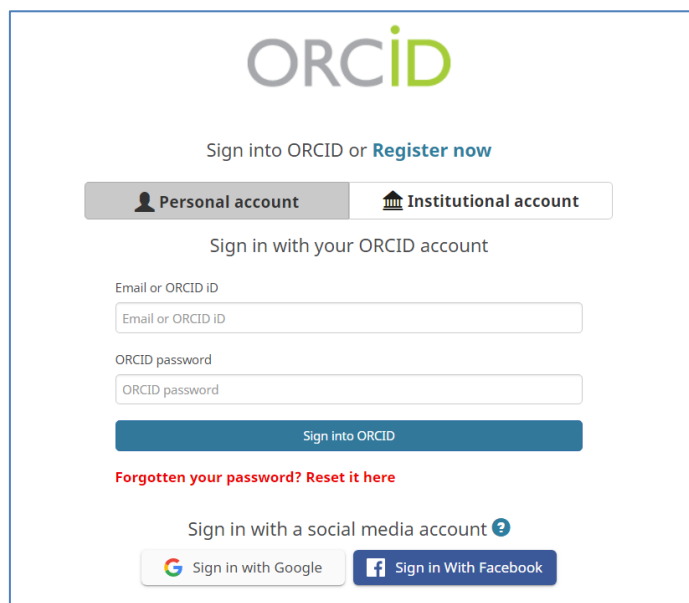 ORCiD
Sign into ORCID or Register now
Personal account
Institutional account
Sign in with your ORCID account
Email or ORCID iD
Email or ORCID iD
ORCID password
ORCID password
Sign into ORCID
Forgotten your password? Reset it here
Sign in with a social media account ?
Sign in with Google
Sign in With Facebook